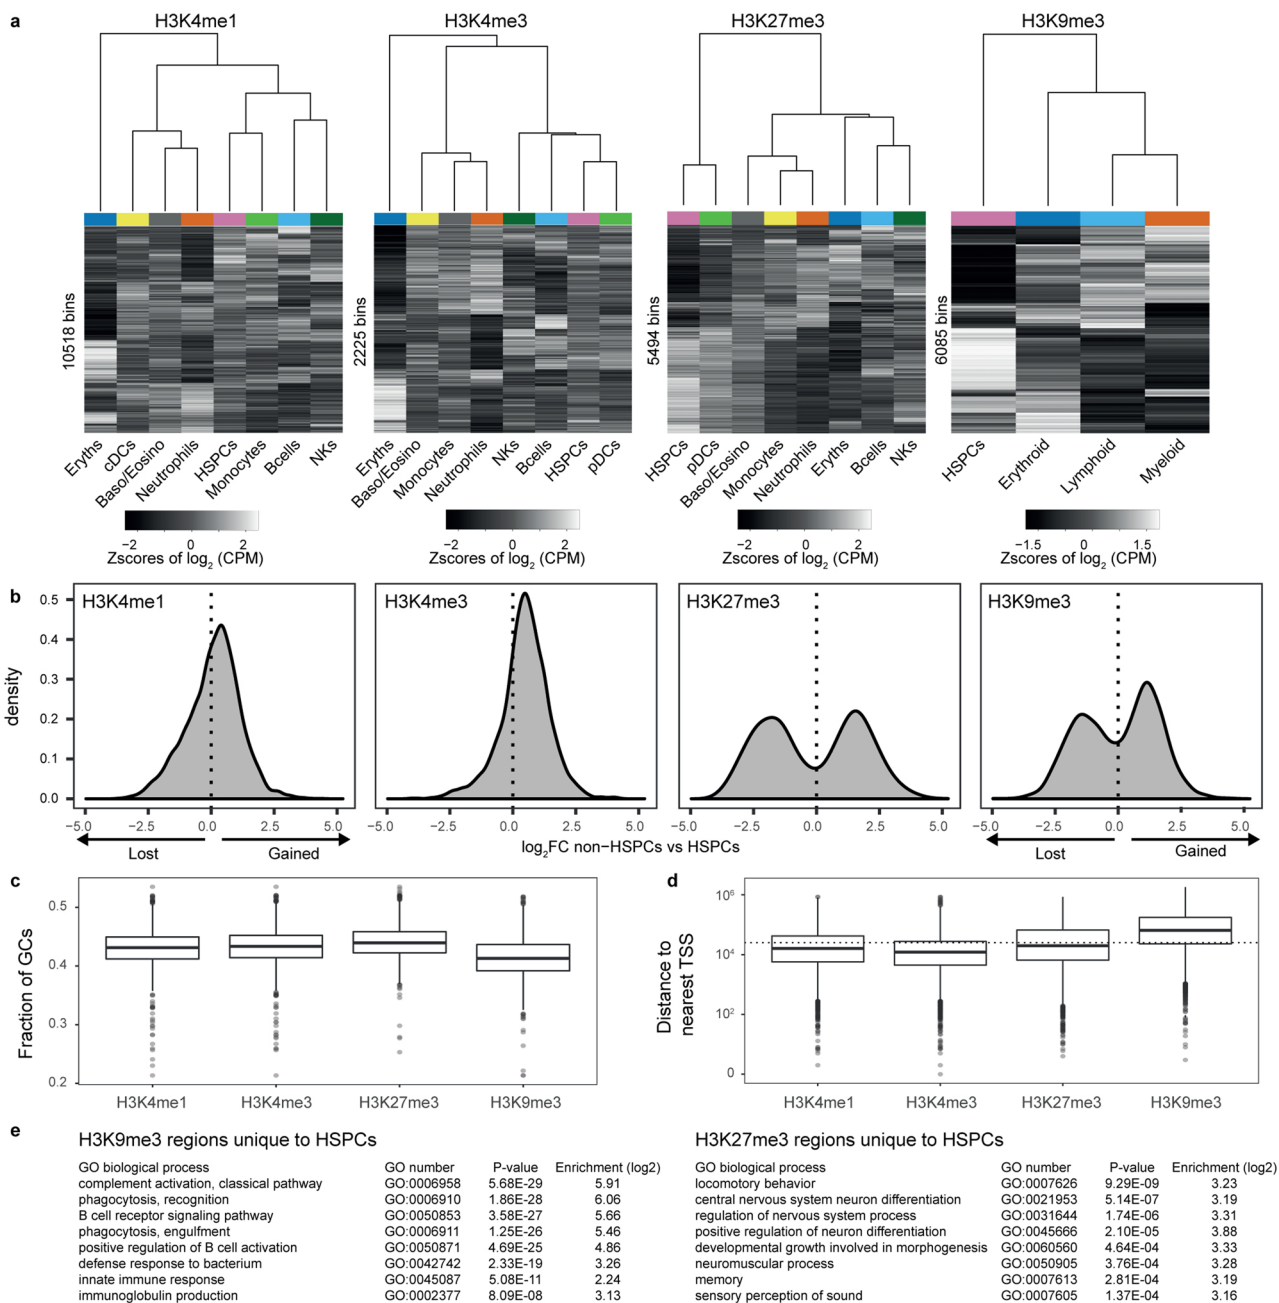 a
H3K4me1 H3K4me3 H3K27me3 H3K9me3
10518 bins
2225 bins
5494 bins
6085 bins
Eryths cDCs Baso/Eosino Neutrophils HSPCs Monocytes Bcells NKs
Eryths Baso/Eosino Monocytes Neutrophils NKs Bcells HSPCs pDCs
HSPCs pDCs Baso/Eosino Monocytes Neutrophils Eryths Bcells NKs
HSPCs Erythroid Lymphoid Myeloid
−2 0 2
Zscores of log2 (CPM)
−2 0 2
Zscores of log2 (CPM)
−2 0 2
Zscores of log2 (CPM)
−1.5 0 1.5
Zscores of log2 (CPM)
b
H3K4me1 H3K4me3 H3K27me3 H3K9me3
density
0.5
0.4
0.3
0.2
0.1
0.0
−5.0 −2.5 0.0 2.5 5.0
−5.0 −2.5 0.0 2.5 5.0
−5.0 −2.5 0.0 2.5 5.0
−5.0 −2.5 0.0 2.5 5.0
Lost Gained
log2FC non−HSPCs vs HSPCs
Lost Gained
c
Fraction of GCs
0.5
0.4
0.3
0.2
H3K4me1 H3K4me3 H3K27me3 H3K9me3
d
Distance to
nearest TSS
10⁶
10⁴
10²
0
H3K4me1 H3K4me3 H3K27me3 H3K9me3
e
H3K9me3 regions unique to HSPCs
GO biological process GO number P-value Enrichment (log2)
complement activation, classical pathway GO:0006958 5.68E-29 5.91
phagocytosis, recognition GO:0006910 1.86E-28 6.06
B cell receptor signaling pathway GO:0050853 3.58E-27 5.66
phagocytosis, engulfment GO:0006911 1.25E-26 5.46
positive regulation of B cell activation GO:0050871 4.69E-25 4.86
defense response to bacterium GO:0042742 2.33E-19 3.26
innate immune response GO:0045087 5.08E-11 2.24
immunoglobulin production GO:0002377 8.09E-08 3.13
H3K27me3 regions unique to HSPCs
GO biological process GO number P-value Enrichment (log2)
locomotory behavior GO:0007626 9.29E-09 3.23
central nervous system neuron differentiation GO:0021953 5.14E-07 3.19
regulation of nervous system process GO:0031644 1.74E-06 3.31
positive regulation of neuron differentiation GO:0045666 2.10E-05 3.88
developmental growth involved in morphogenesis GO:0060560 4.64E-04 3.33
neuromuscular process GO:0050905 3.76E-04 3.28
memory GO:0007613 2.81E-04 3.19
sensory perception of sound GO:0007605 1.37E-04 3.16